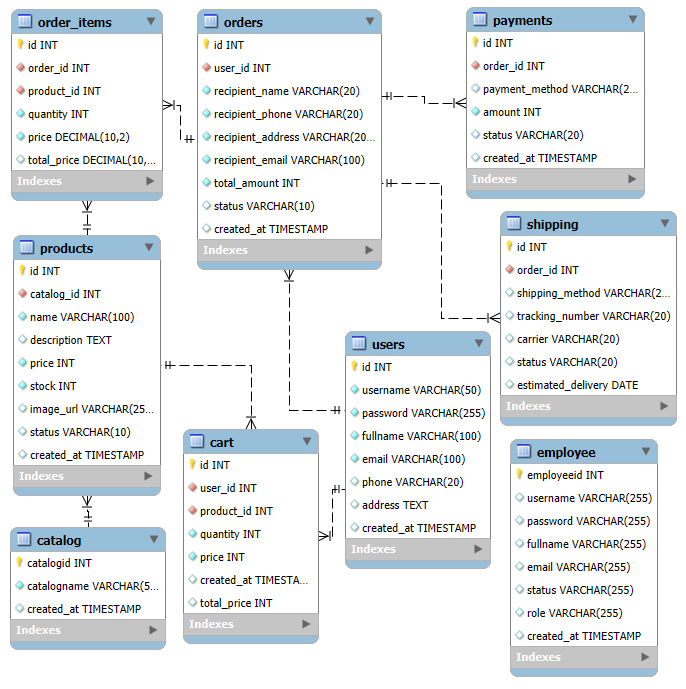 order_items
id INT
order_id INT
product_id INT
quantity INT
price DECIMAL(10,2)
total_price DECIMAL(10,...
Indexes
orders
id INT
user_id INT
recipient_name VARCHAR(20)
recipient_phone VARCHAR(20)
recipient_address VARCHAR(20...
recipient_email VARCHAR(100)
total_amount INT
status VARCHAR(10)
created_at TIMESTAMP
Indexes
payments
id INT
order_id INT
payment_method VARCHAR(2...
amount INT
status VARCHAR(20)
created_at TIMESTAMP
Indexes
shipping
id INT
order_id INT
shipping_method VARCHAR(2...
tracking_number VARCHAR(20)
carrier VARCHAR(20)
status VARCHAR(20)
estimated_delivery DATE
Indexes
products
id INT
catalog_id INT
name VARCHAR(100)
description TEXT
price INT
stock INT
image_url VARCHAR(25...
status VARCHAR(10)
created_at TIMESTAMP
Indexes
users
id INT
username VARCHAR(50)
password VARCHAR(255)
fullname VARCHAR(100)
email VARCHAR(100)
phone VARCHAR(20)
address TEXT
created_at TIMESTAMP
Indexes
cart
id INT
user_id INT
product_id INT
quantity INT
price INT
created_at TIMESTA...
total_price INT
Indexes
employee
employeeid INT
username VARCHAR(255)
password VARCHAR(255)
fullname VARCHAR(255)
email VARCHAR(255)
status VARCHAR(255)
role VARCHAR(255)
created_at TIMESTAMP
Indexes
catalog
catalogid INT
catalogname VARCHAR(5...
created_at TIMESTAMP
Indexes